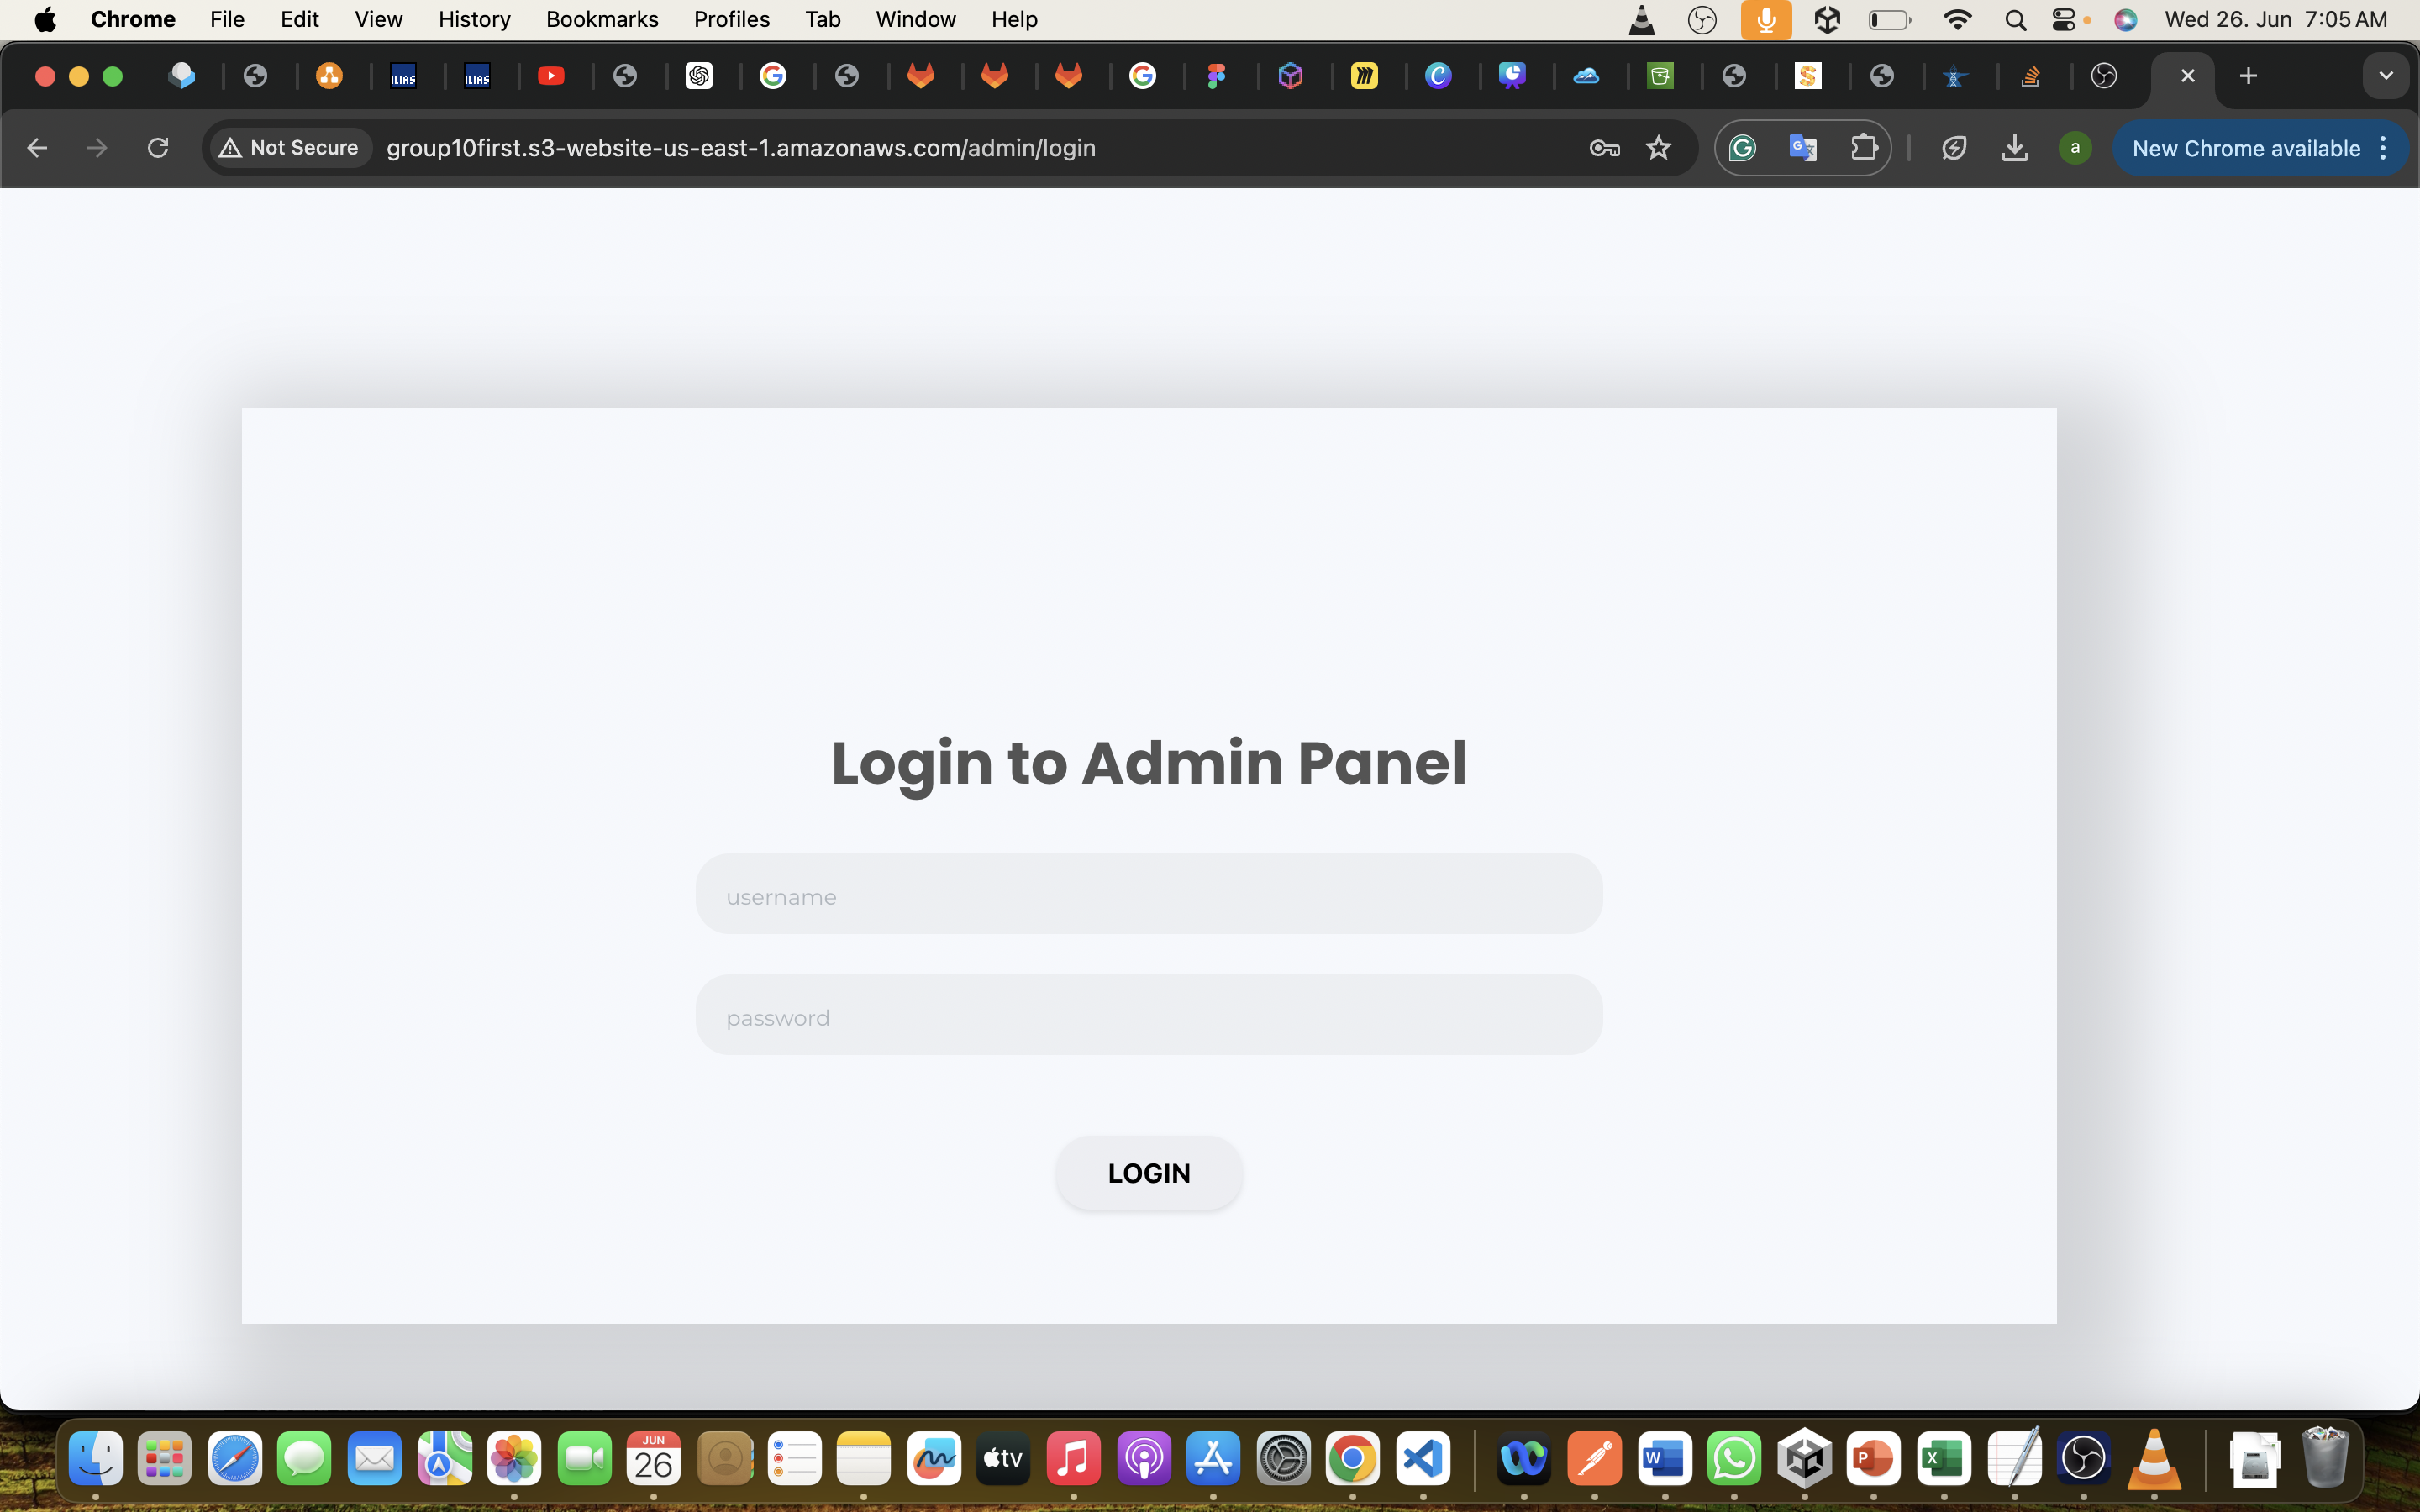 Chrome File Edit View History Bookmarks Profiles Tab Window Help Wed 26. Jun 7:05 AM
ILIAS ILIAS
Not Secure group10first.s3-website-us-east-1.amazonaws.com/admin/login a New Chrome available
Login to Admin Panel
username
password
LOGIN
JUN
26
tv
W P X